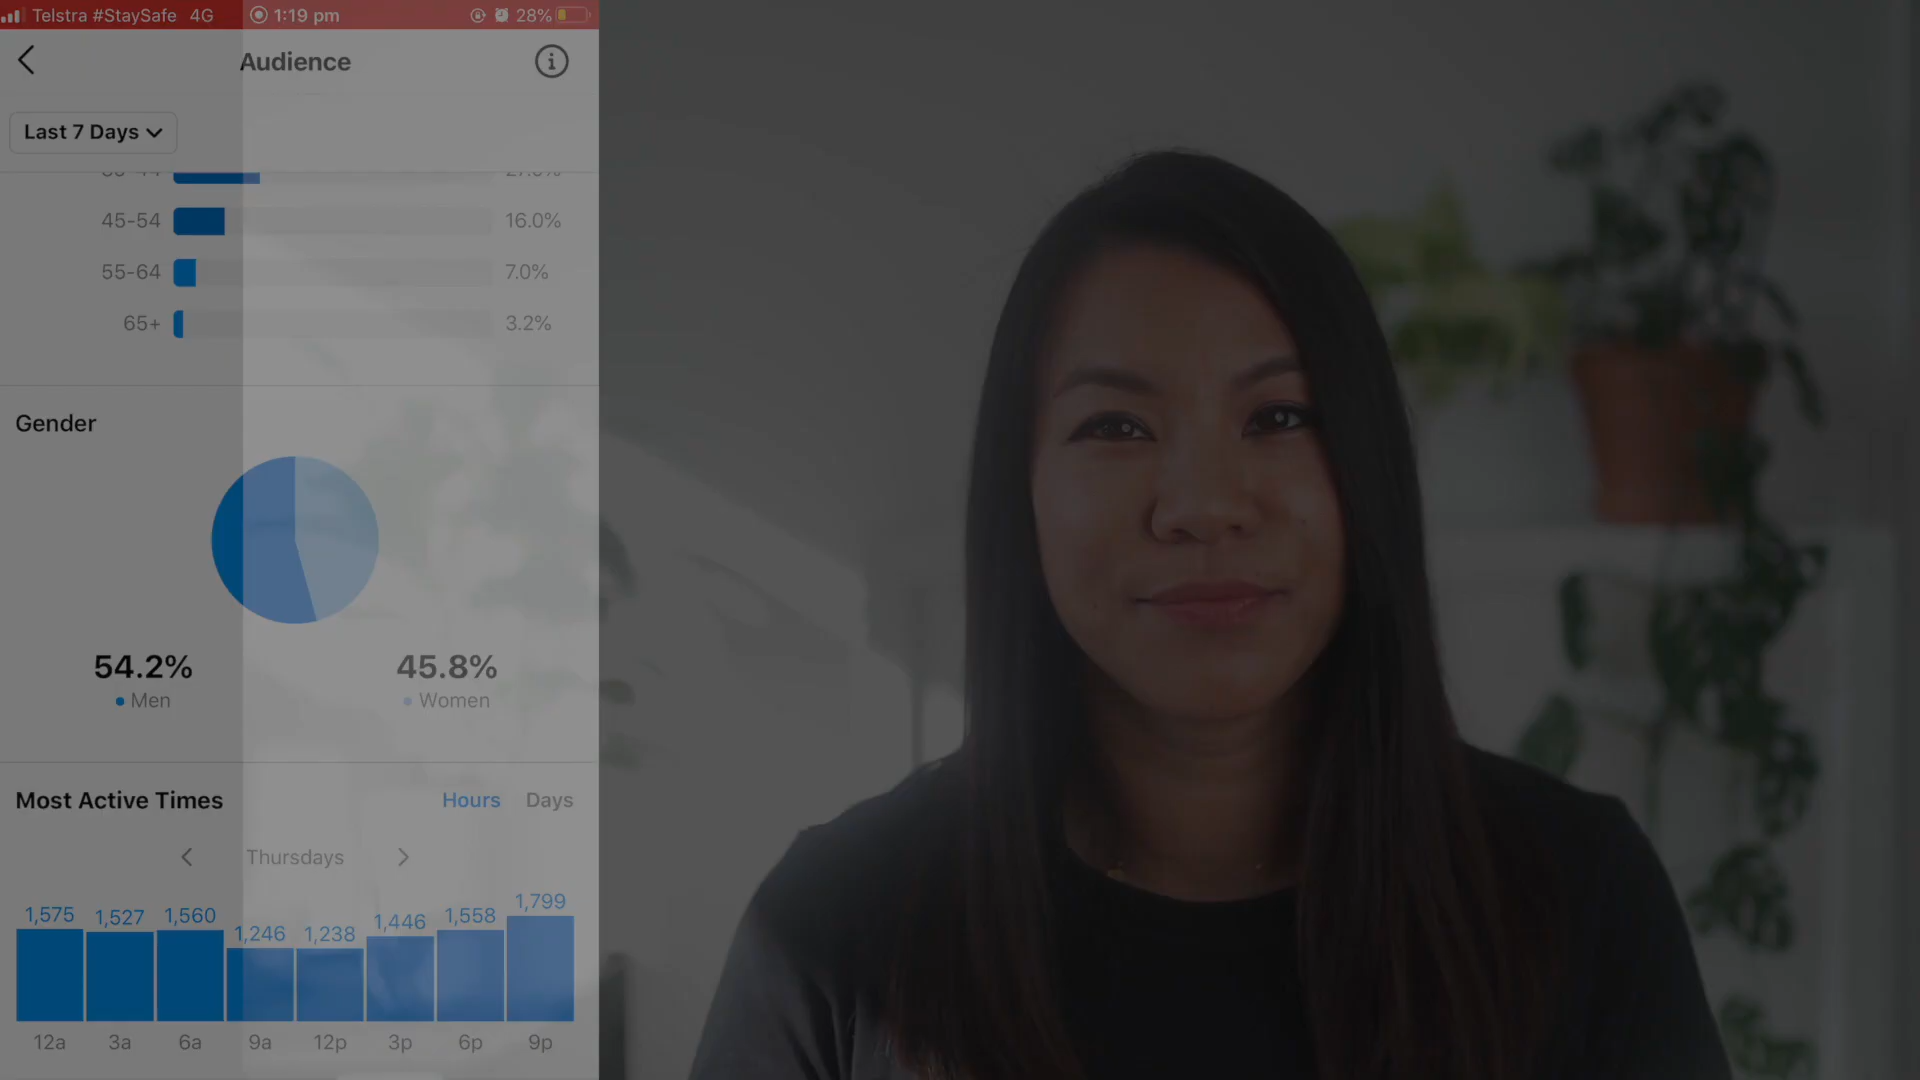 Telstra #StaySafe 4G 1:19 pm 28%
Audience
Last 7 Days
45-54 16.0%
55-64 7.0%
65+ 3.2%
Gender
54.2% 45.8%
Men Women
Most Active Times Hours Days
Thursdays
1,575 1,527 1,560 1,246 1,238 1,446 1,558 1,799
12a 3a 6a 9a 12p 3p 6p 9p